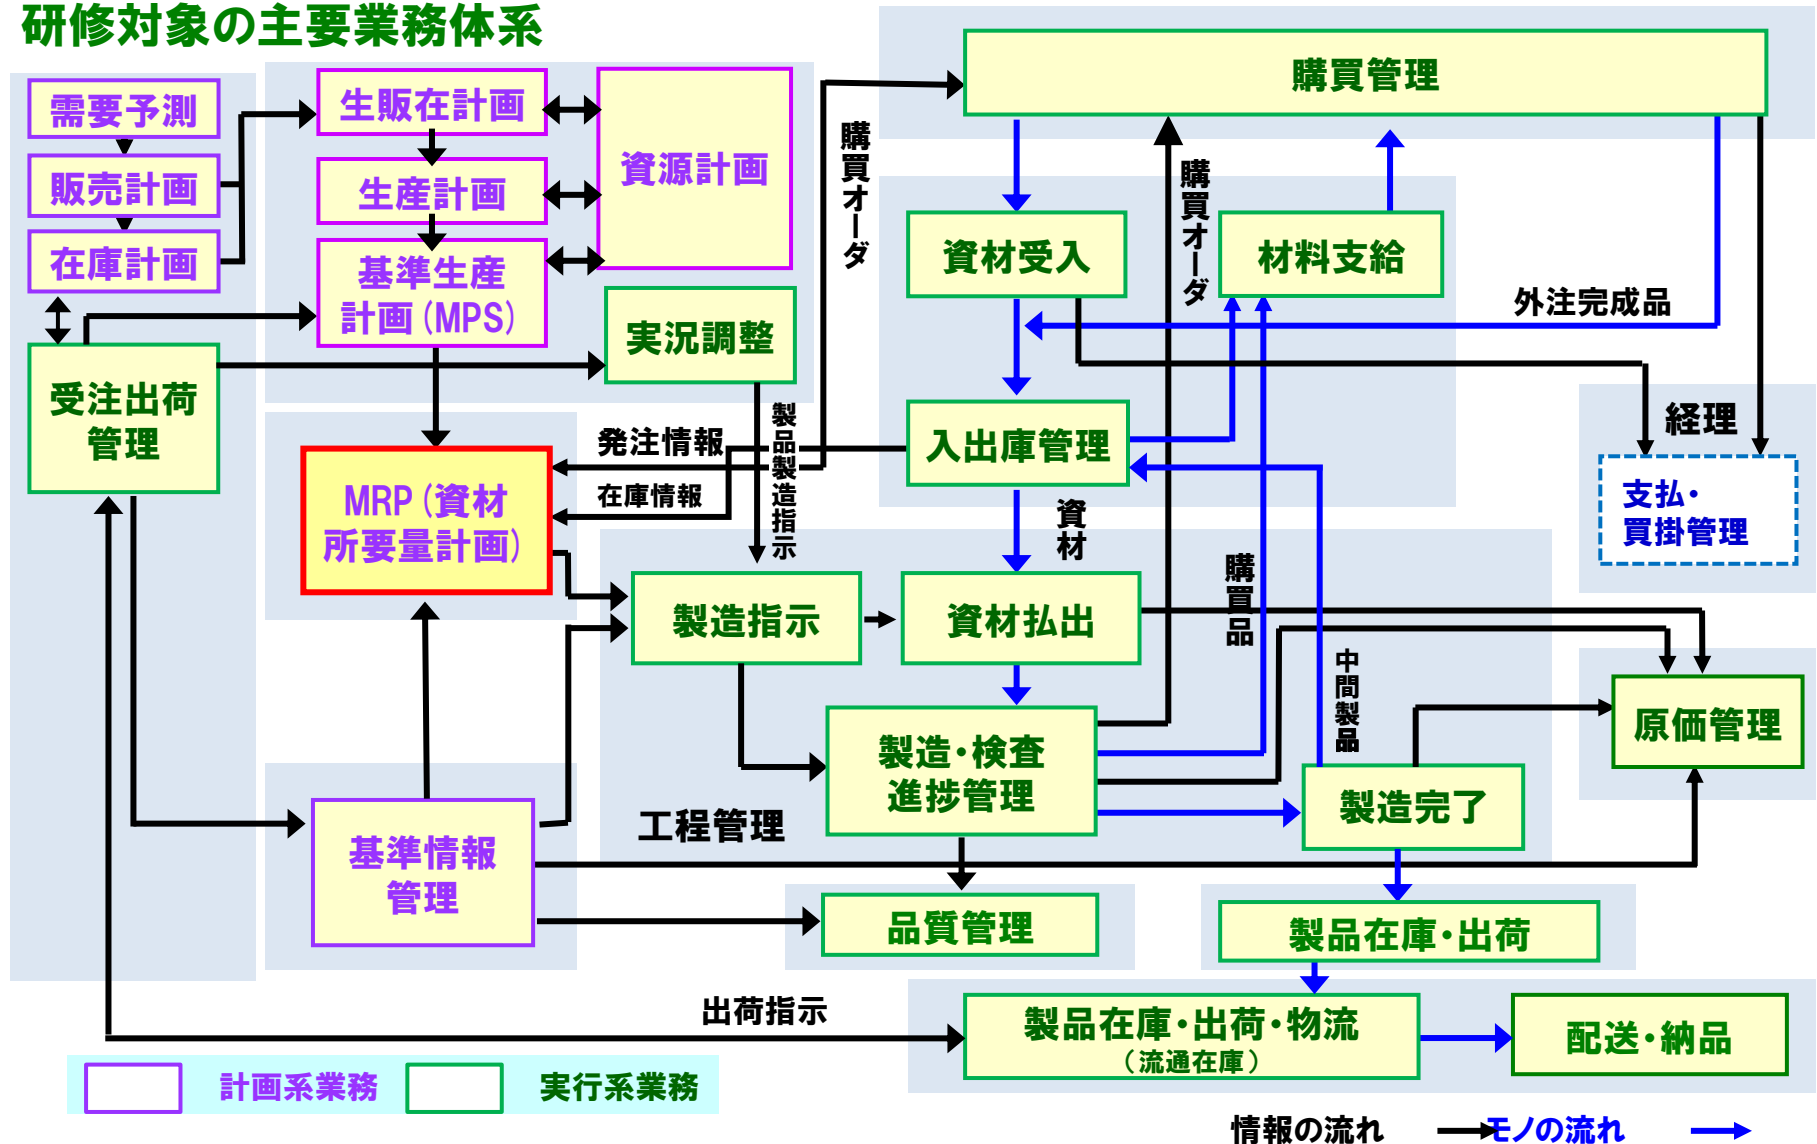 研修対象の主要業務体系
需要予測
販売計画
在庫計画
受注出荷
管理
生販在計画
生産計画
基準生産
計画(MPS)
資源計画
実況調整
MRP(資材
所要量計画)
基準情報
管理
発注情報
在庫情報
製品製造指示
購買オーダ
購買管理
購買オーダ
資材受入
材料支給
外注完成品
入出庫管理
資材
経理
支払・
買掛管理
製造指示
資材払出
購買品
中間製品
製造・検査
進捗管理
工程管理
製造完了
原価管理
品質管理
製品在庫・出荷
出荷指示
製品在庫・出荷・物流
(流通在庫)
配送・納品
計画系業務
実行系業務
情報の流れ
モノの流れ